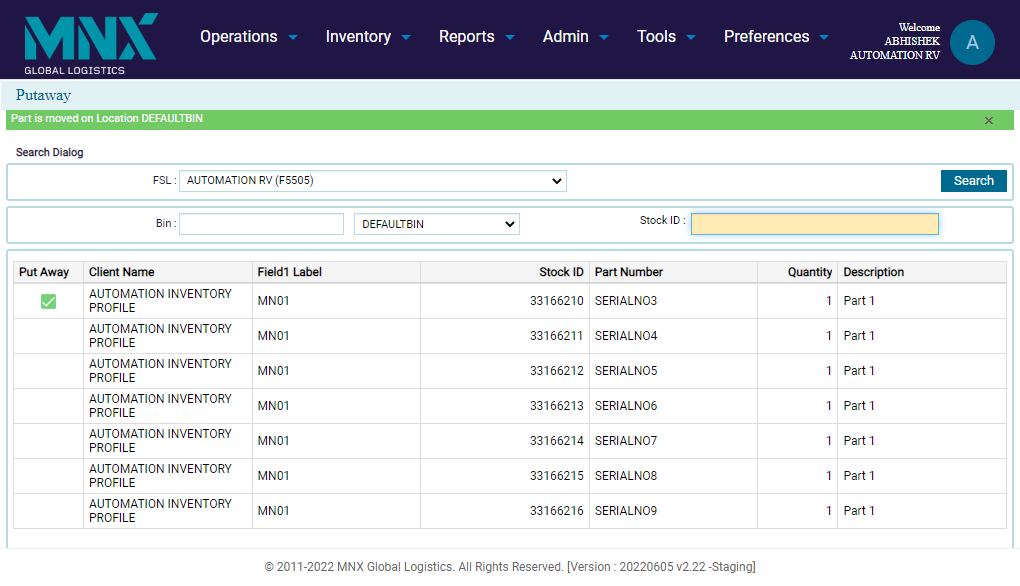 MNX
GLOBAL LOGISTICS
Operations Inventory Reports Admin Tools Preferences
Welcome
ABHISHEK
AUTOMATION RV
A
Putaway
Part is moved on Location DEFAULTBIN ×
Search Dialog
FSL : AUTOMATION RV (F5505) Search
Bin : DEFAULTBIN Stock ID :
Put Away Client Name Field1 Label Stock ID Part Number Quantity Description
AUTOMATION INVENTORY
PROFILE MN01 33166210 SERIALNO3 1 Part 1
AUTOMATION INVENTORY
PROFILE MN01 33166211 SERIALNO4 1 Part 1
AUTOMATION INVENTORY
PROFILE MN01 33166212 SERIALNO5 1 Part 1
AUTOMATION INVENTORY
PROFILE MN01 33166213 SERIALNO6 1 Part 1
AUTOMATION INVENTORY
PROFILE MN01 33166214 SERIALNO7 1 Part 1
AUTOMATION INVENTORY
PROFILE MN01 33166215 SERIALNO8 1 Part 1
AUTOMATION INVENTORY
PROFILE MN01 33166216 SERIALNO9 1 Part 1
© 2011-2022 MNX Global Logistics. All Rights Reserved. [Version : 20220605 v2.22 -Staging]